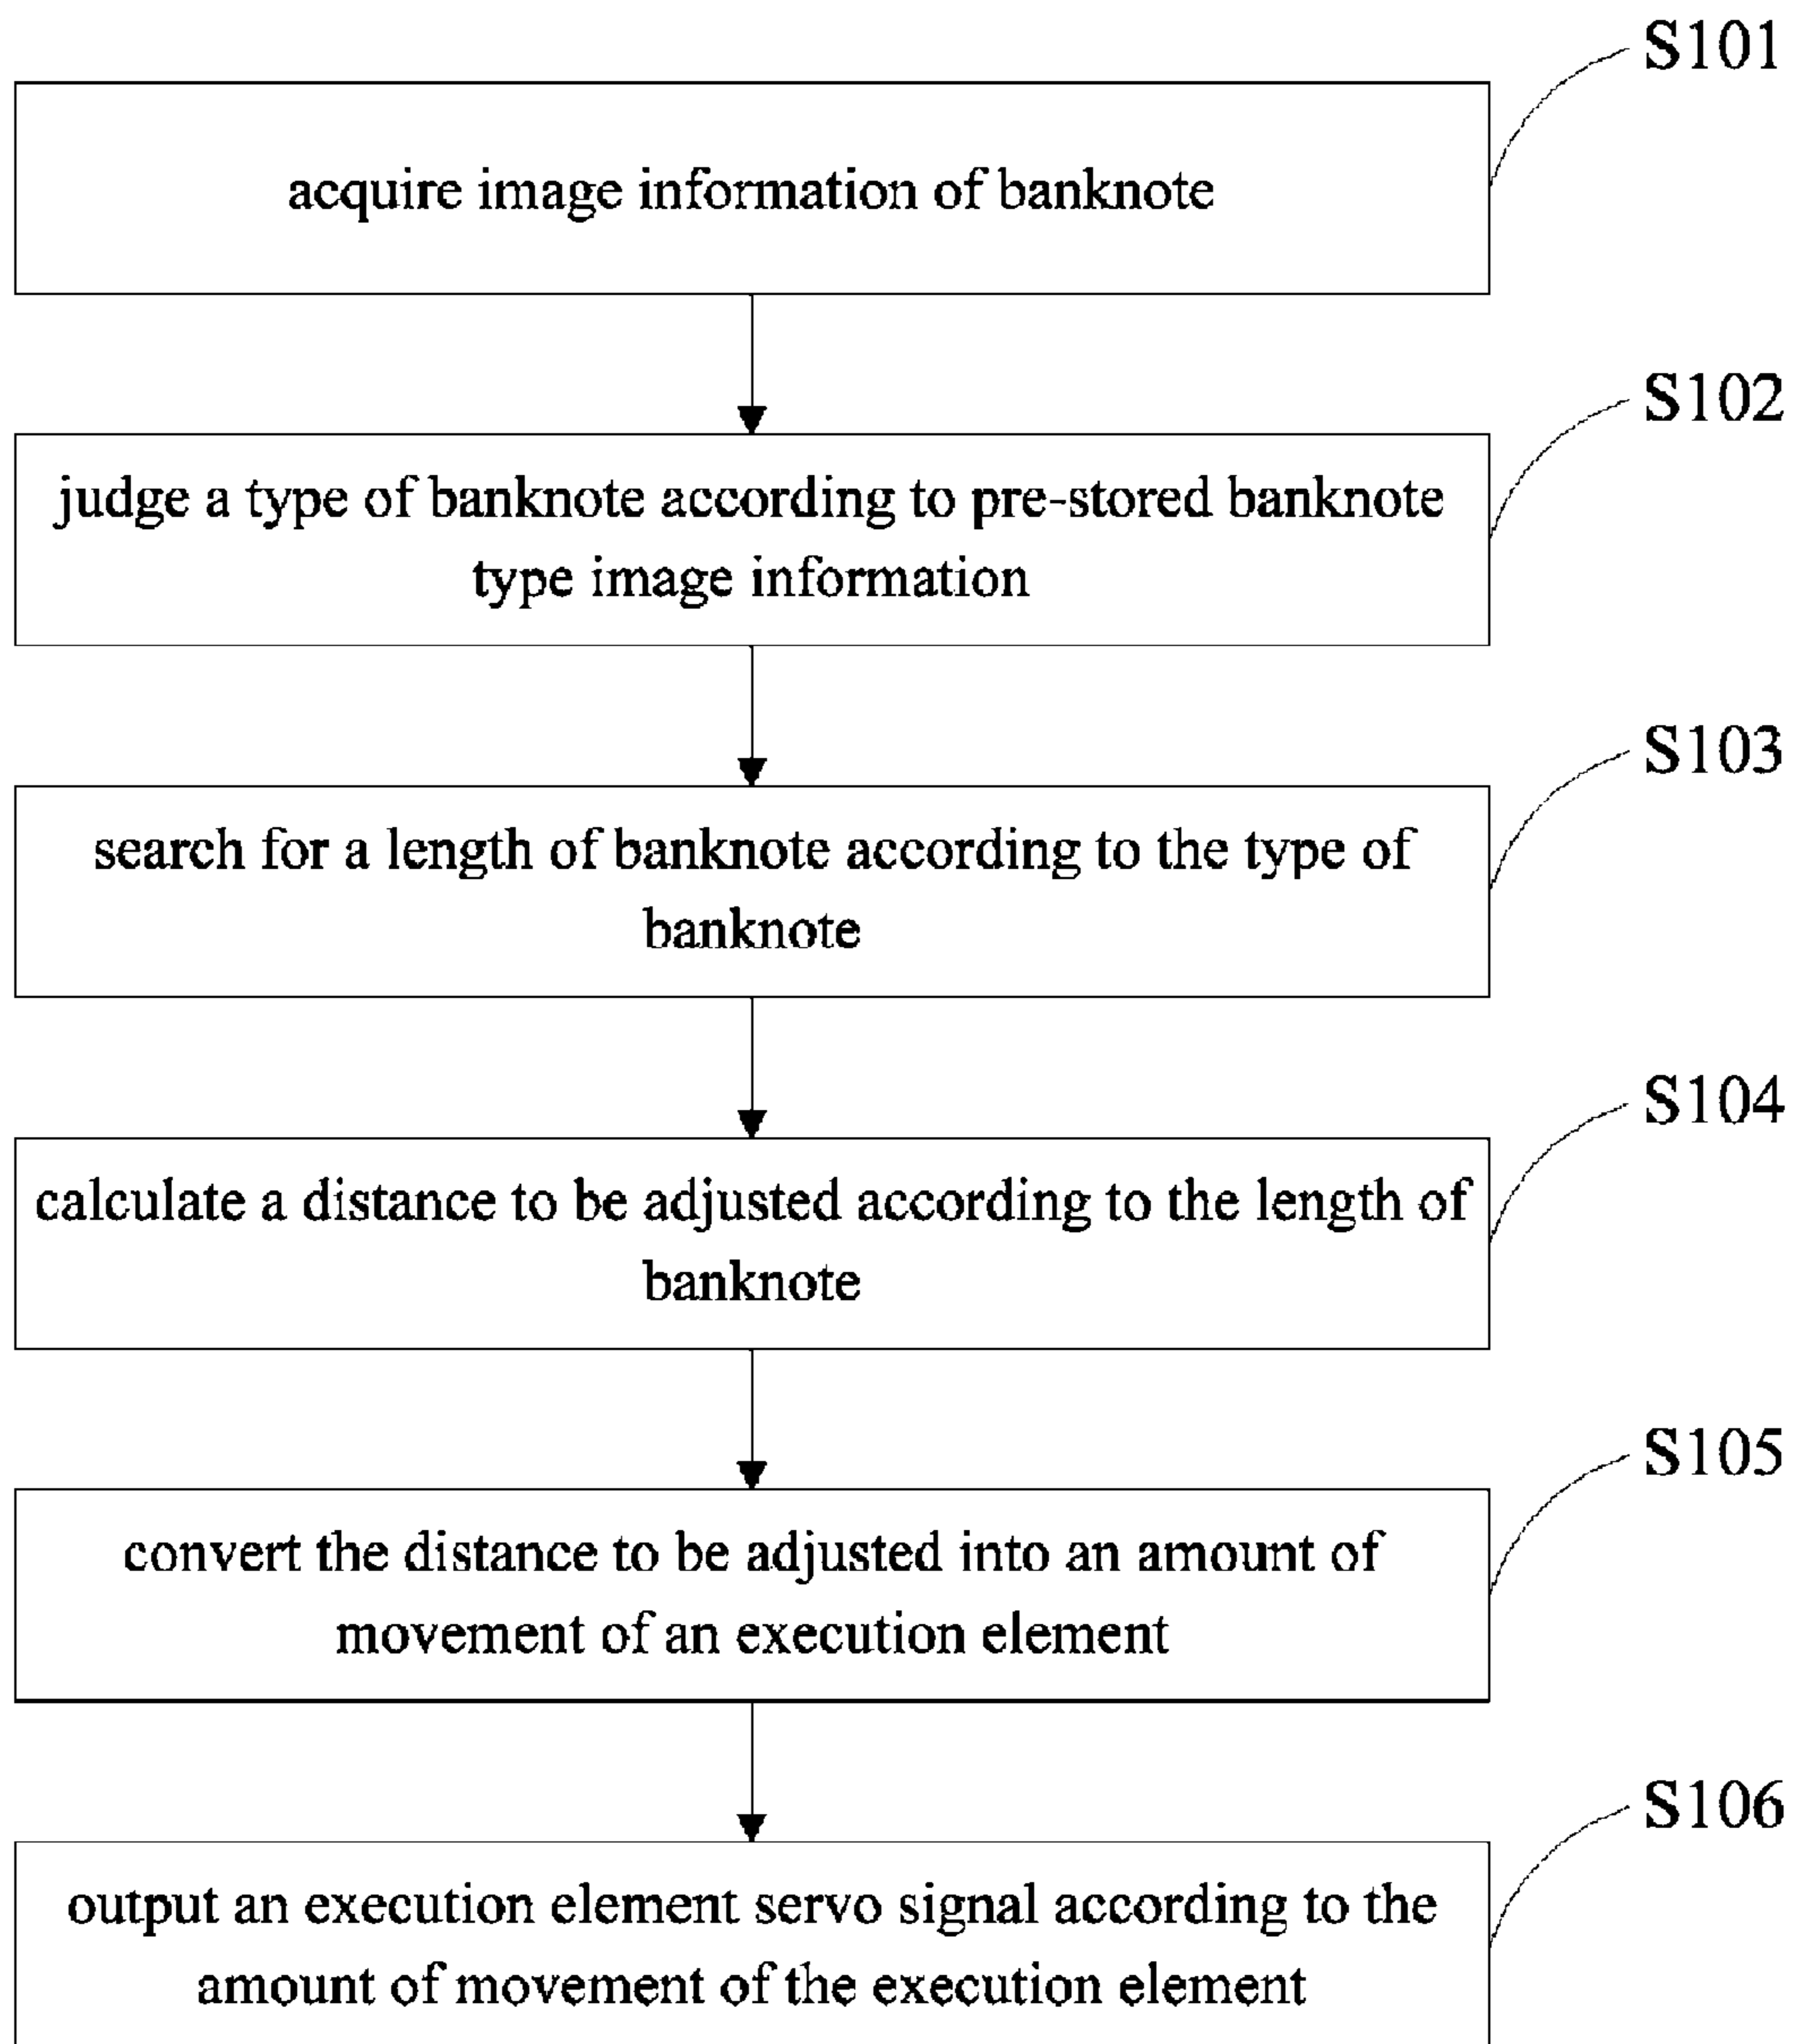 S101
acquire image information of banknote
S102
judge a type of banknote according to pre-stored banknote
type image information
S103
search for a length of banknote according to the type of
banknote
S104
calculate a distance to be adjusted according to the length of
banknote
S105
convert the distance to be adjusted into an amount of
movement of an execution element
S106
output an execution element servo signal according to the
amount of movement of the execution element